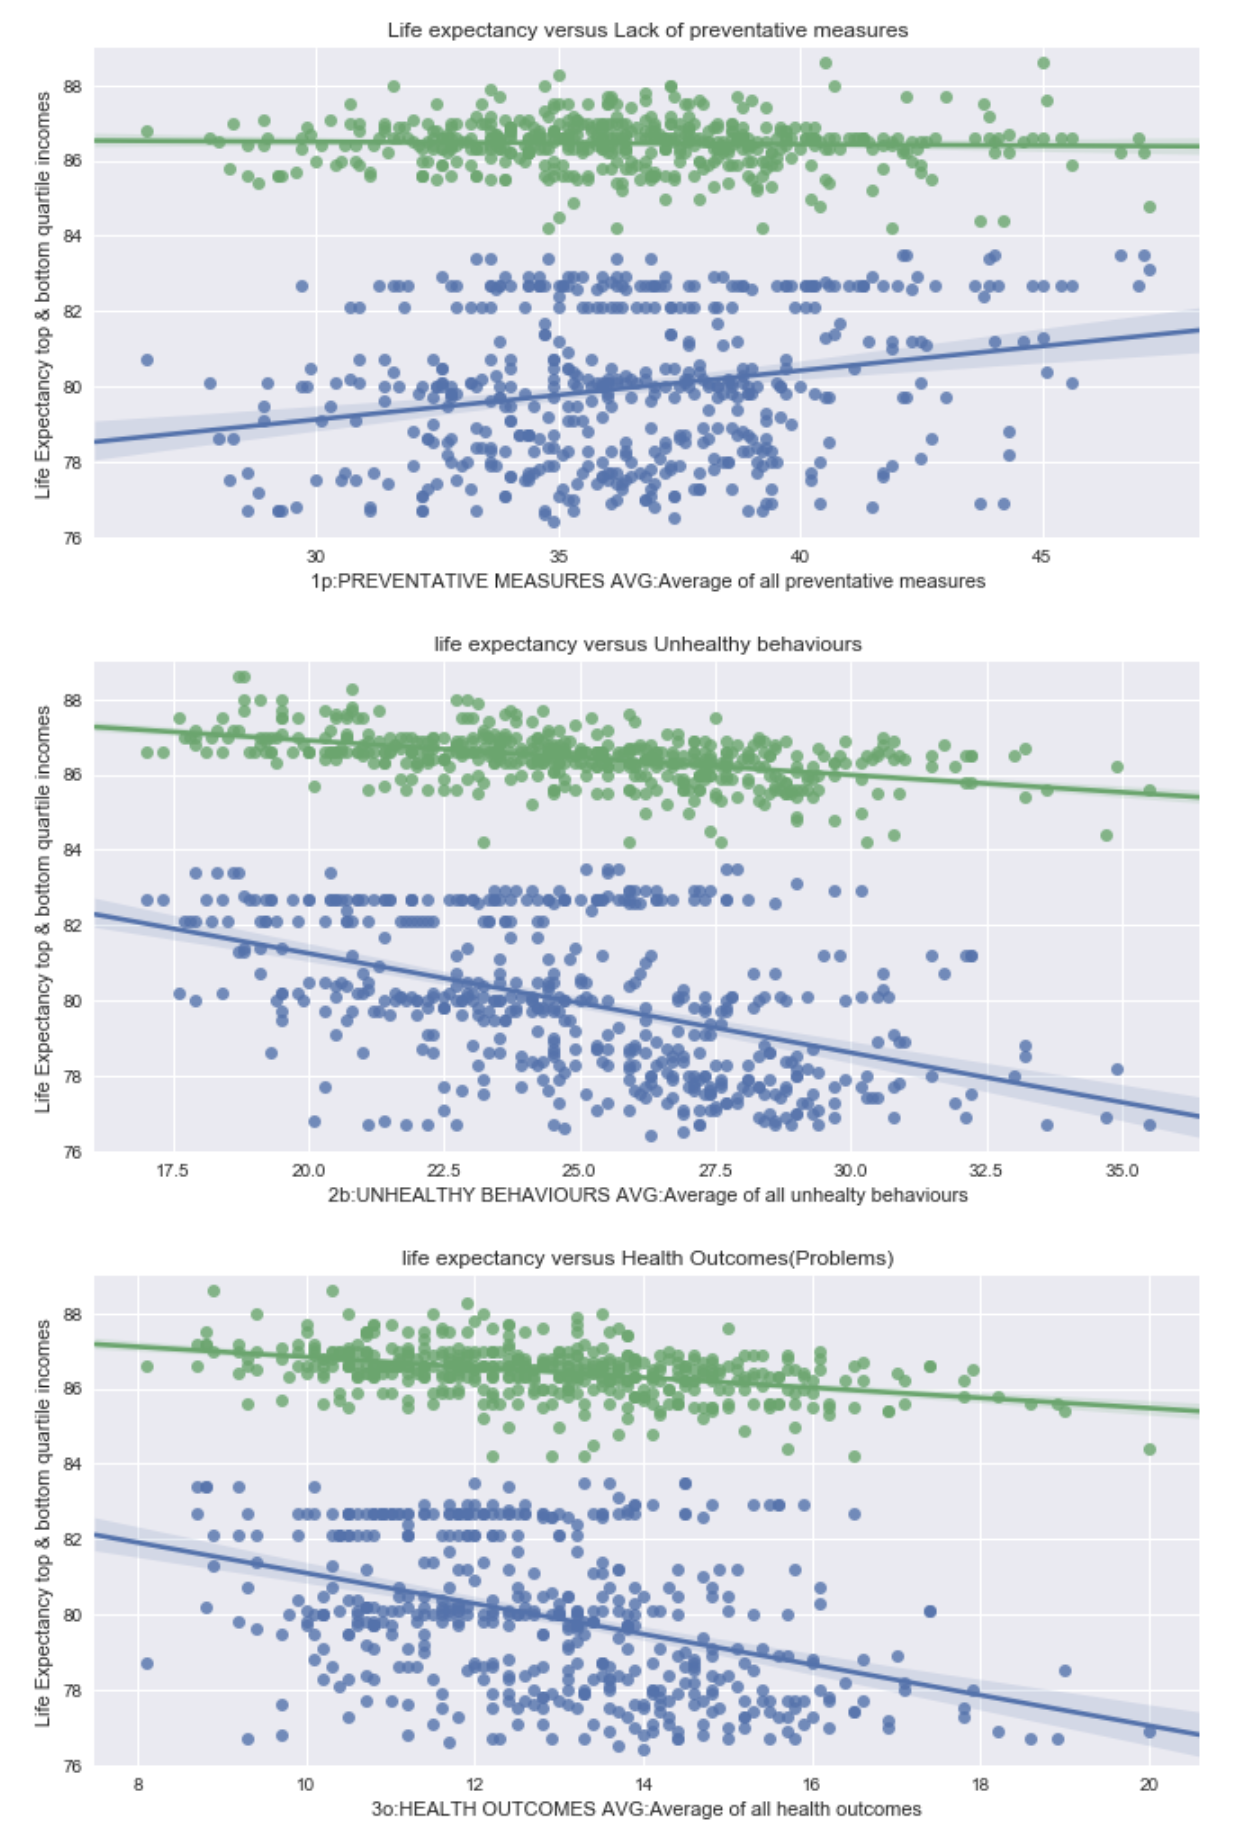 Life expectancy versus Lack of preventative measures
Life Expectancy top & bottom quartile incomes
88
86
84
82
80
78
76
30 35 40 45
1p:PREVENTATIVE MEASURES AVG:Average of all preventative measures
life expectancy versus Unhealthy behaviours
Life Expectancy top & bottom quartile incomes
88
86
84
82
80
78
76
17.5 20.0 22.5 25.0 27.5 30.0 32.5 35.0
2b:UNHEALTHY BEHAVIOURS AVG:Average of all unhealty behaviours
life expectancy versus Health Outcomes(Problems)
Life Expectancy top & bottom quartile incomes
88
86
84
82
80
78
76
8 10 12 14 16 18 20
3o:HEALTH OUTCOMES AVG:Average of all health outcomes